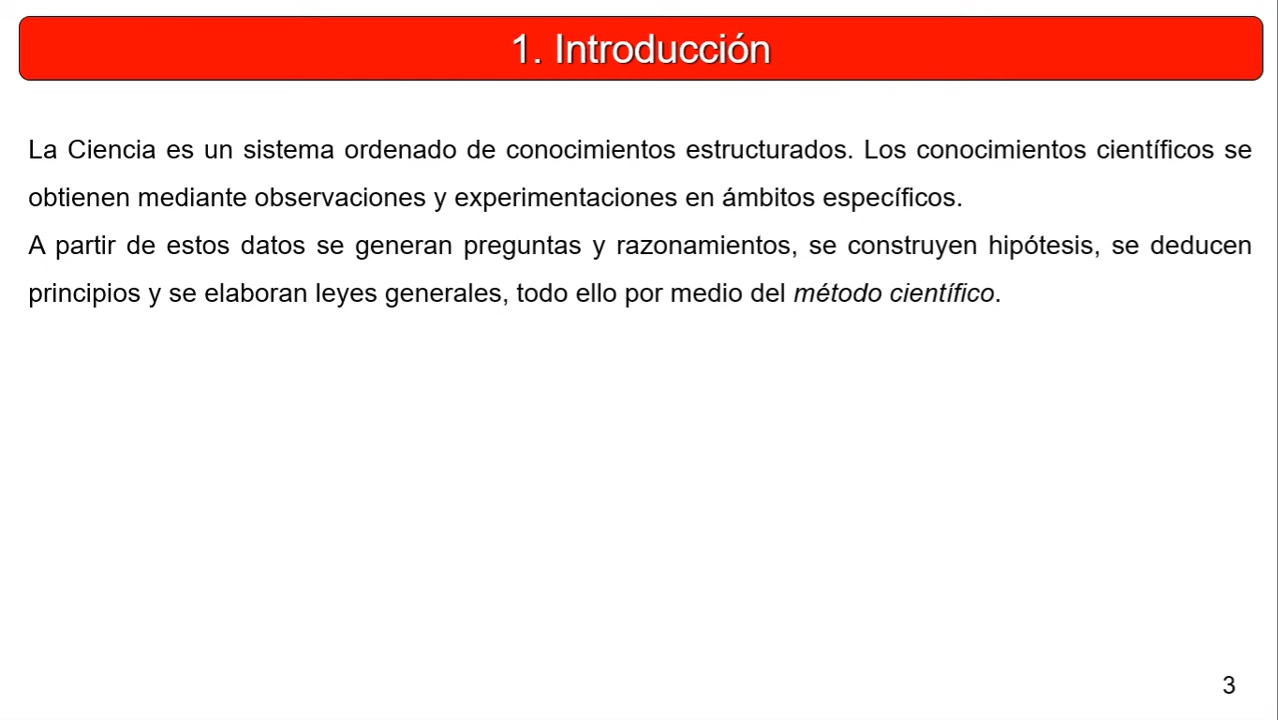 1. Introducción
La Ciencia es un sistema ordenado de conocimientos estructurados. Los conocimientos científicos se
obtienen mediante observaciones y experimentaciones en ámbitos específicos.
A partir de estos datos se generan preguntas y razonamientos, se construyen hipótesis, se deducen
principios y se elaboran leyes generales, todo ello por medio del método científico.
3